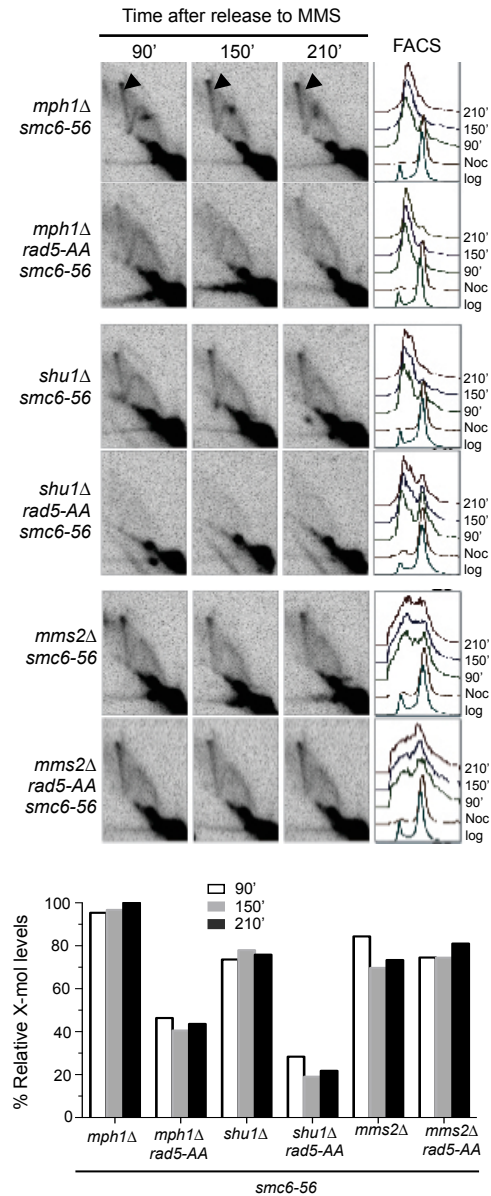 Time after release to MMS
90’ 150’ 210’ FACS
mph1Δ
smc6-56
210’
150’
90’
Noc
log
mph1Δ
rad5-AA
smc6-56
210’
150’
90’
Noc
log
shu1Δ
smc6-56
210’
150’
90’
Noc
log
shu1Δ
rad5-AA
smc6-56
210’
150’
90’
Noc
log
mms2Δ
smc6-56
210’
150’
90’
Noc
log
mms2Δ
rad5-AA
smc6-56
210’
150’
90’
Noc
log
% Relative X-mol levels
100
80
60
40
20
0
90’
150’
210’
mph1Δ
mph1Δ
rad5-AA
shu1Δ
shu1Δ
rad5-AA
mms2Δ
mms2Δ
rad5-AA
smc6-56